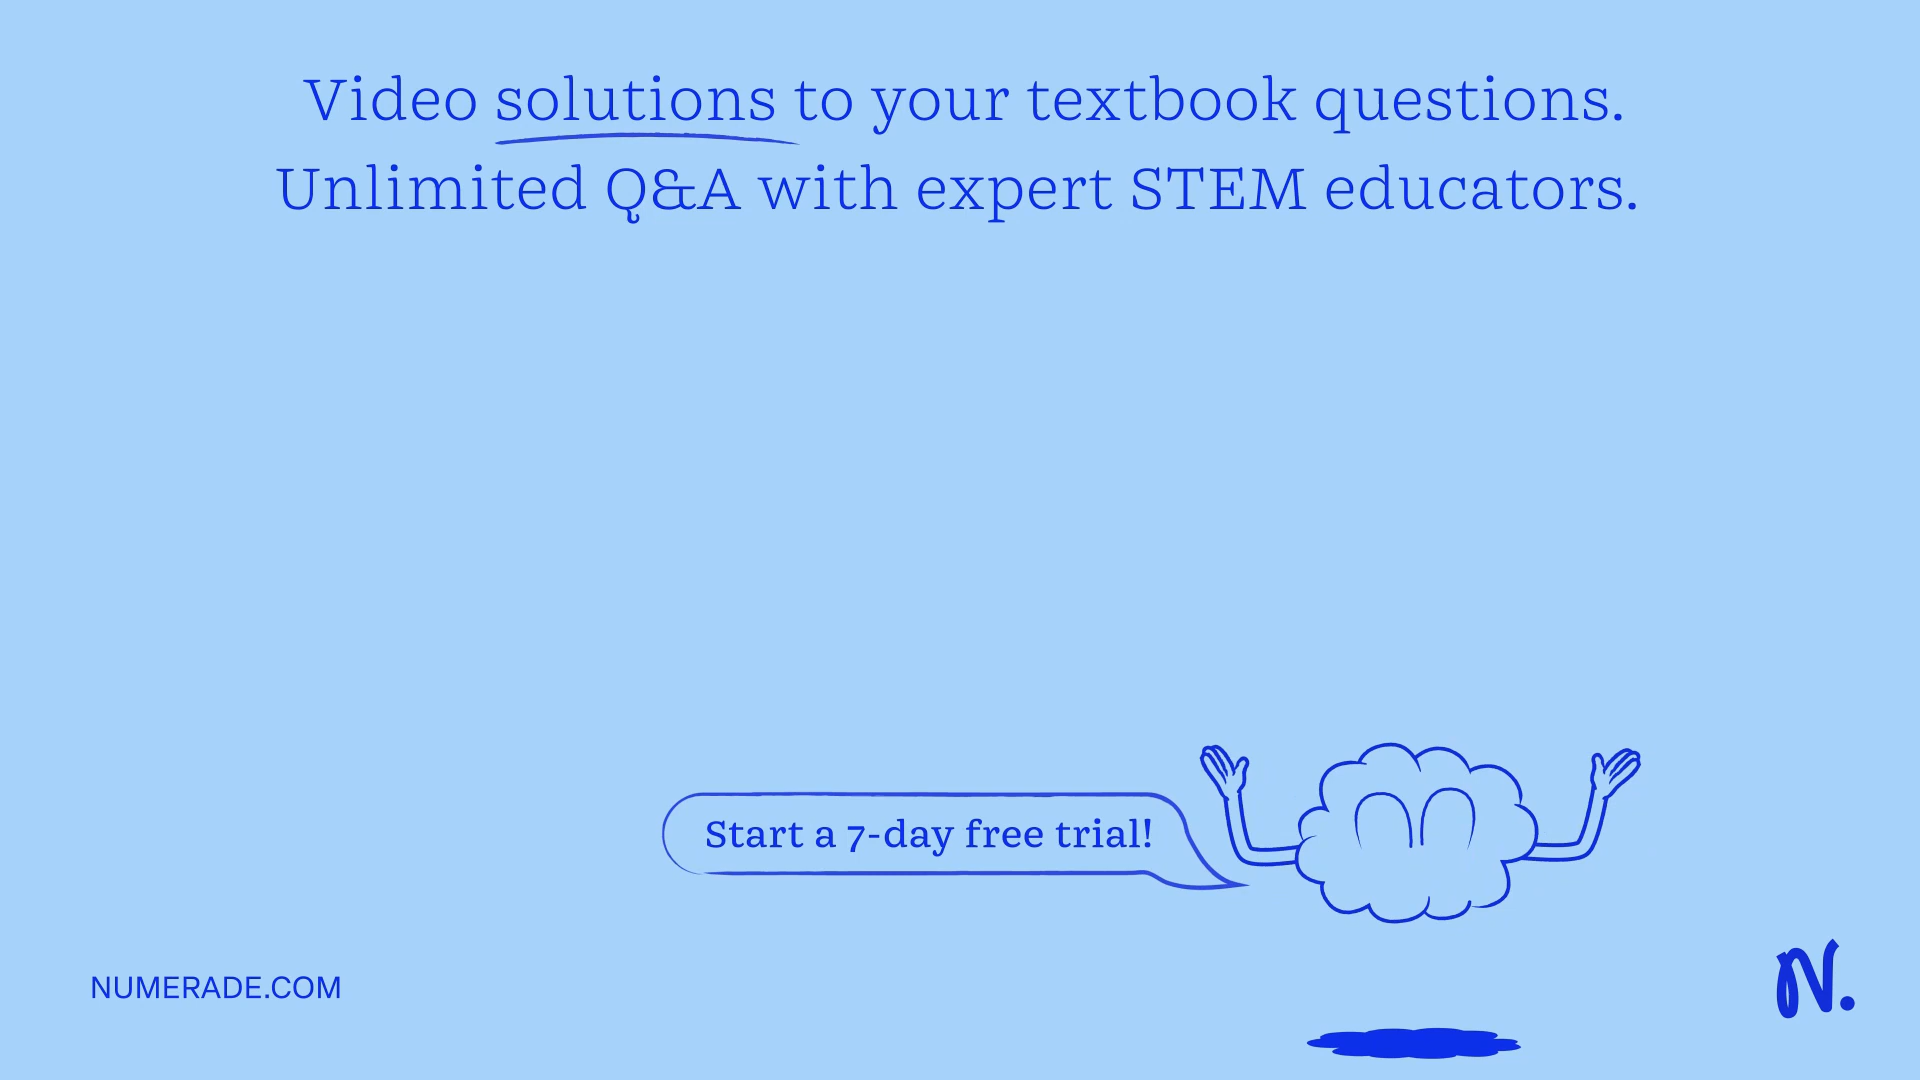 Video solutions to your textbook questions.
Unlimited Q&A with expert STEM educators.
Start a 7-day free trial!
NUMERADE.COM
N.